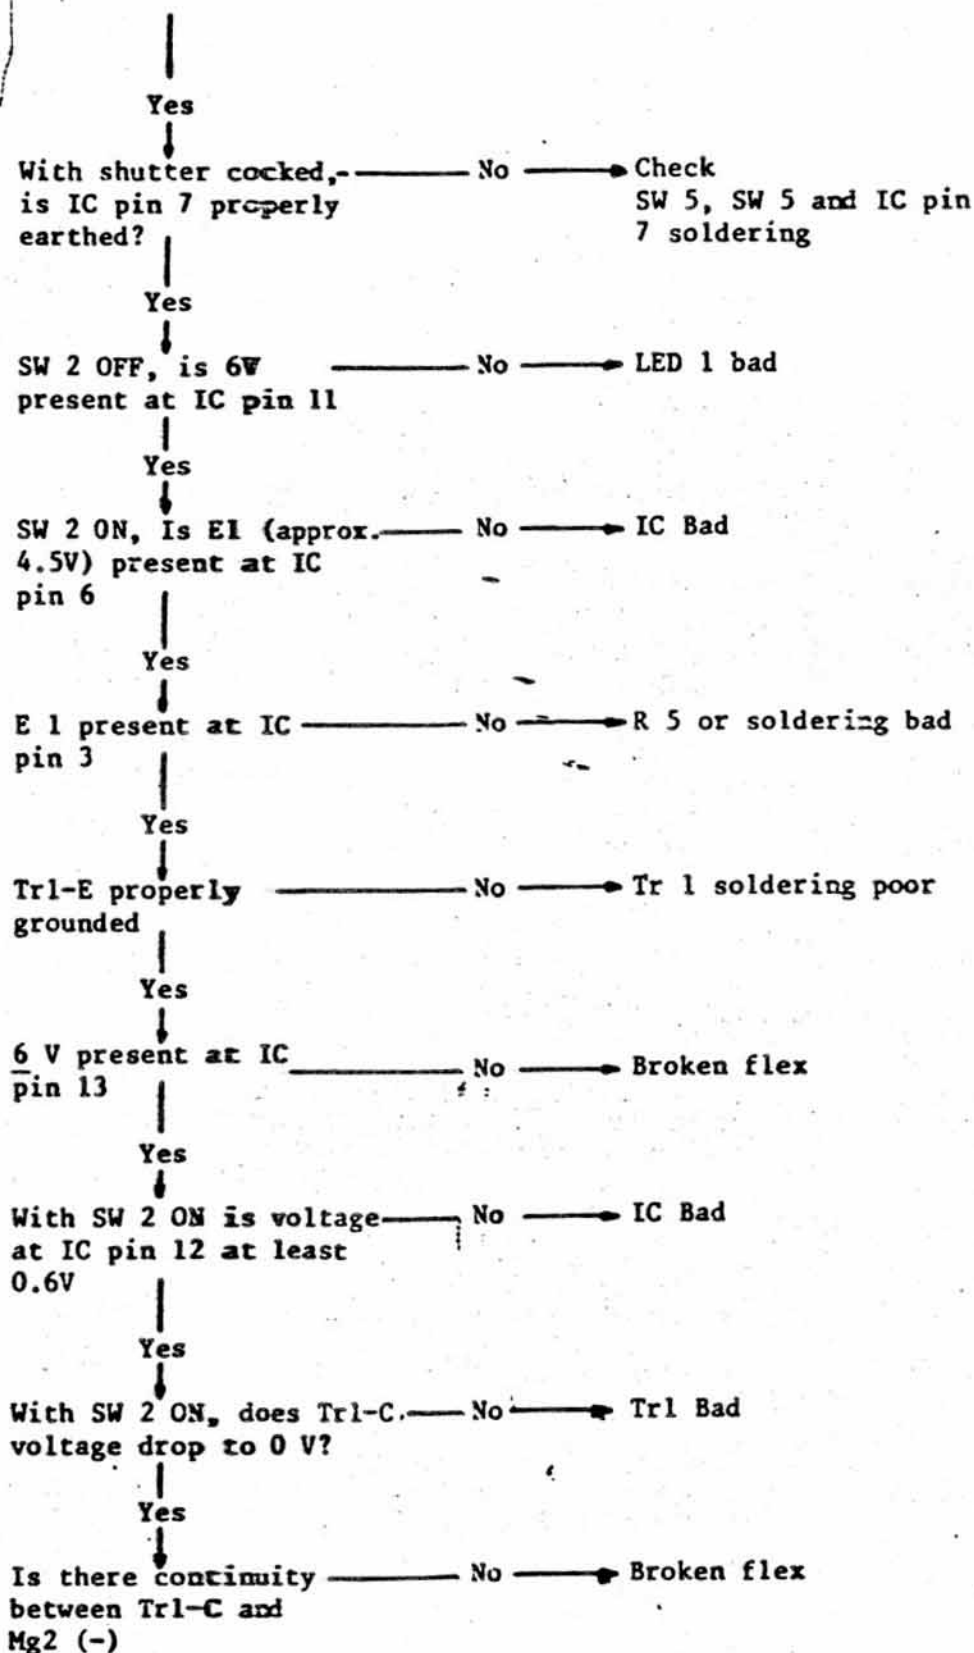 Yes
With shutter cocked, No Check
is IC pin 7 properly SW 5, SW 5 and IC pin
earthed? 7 soldering
Yes
SW 2 OFF, is 6V No LED 1 bad
present at IC pin 11
Yes
SW 2 ON, Is E1 (approx. No IC Bad
4.5V) present at IC
pin 6
Yes
E 1 present at IC No R 5 or soldering bad
pin 3
Yes
Tr1-E properly No Tr 1 soldering poor
grounded
Yes
6 V present at IC No Broken flex
pin 13
Yes
With SW 2 ON is voltage No IC Bad
at IC pin 12 at least
0.6V
Yes
With SW 2 ON, does Tr1-C. No Tr1 Bad
voltage drop to 0 V?
Yes
Is there continuity No Broken flex
between Tr1-C and
Mg2 (-)